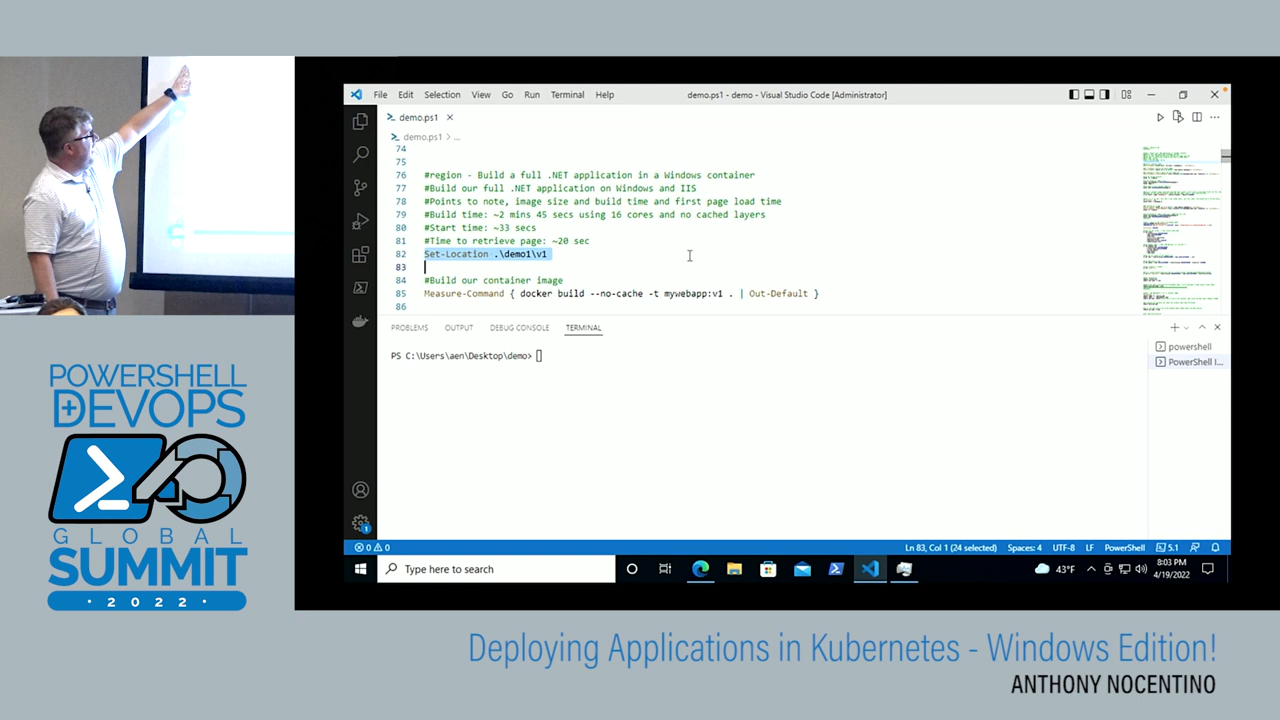 File Edit Selection View Go Run Terminal Help
demo.ps1 - demo - Visual Studio Code [Administrator]
demo.ps1
demo.ps1 > ...
74
75
76 #region - Build a full .NET application in a Windows container
77 #Build our full .NET application on Windows and IIS
78 #Points: note, image size and build time and first page load time
79 #Build time: ~2 mins 45 secs using 16 cores and no cached layers
80 #Start time: ~33 secs
81 #Time to retrieve page: ~20 sec
82 Set-Location .\demo1\v1
83
84 #Build our container image
85 Measure-Command { docker build --no-cache -t mywebapp:v1 . | Out-Default }
86
PROBLEMS OUTPUT DEBUG CONSOLE TERMINAL
PS C:\Users\aen\Desktop\demo>
powershell
PowerShell I...
1
0 0
Ln 83, Col 1 (24 selected) Spaces: 4 UTF-8 LF PowerShell 5.1
Type here to search
43°F
8:03 PM
4/19/2022
POWERSHELL
DEVOPS
GLOBAL
SUMMIT
· 2022 ·
Deploying Applications in Kubernetes - Windows Edition!
ANTHONY NOCENTINO